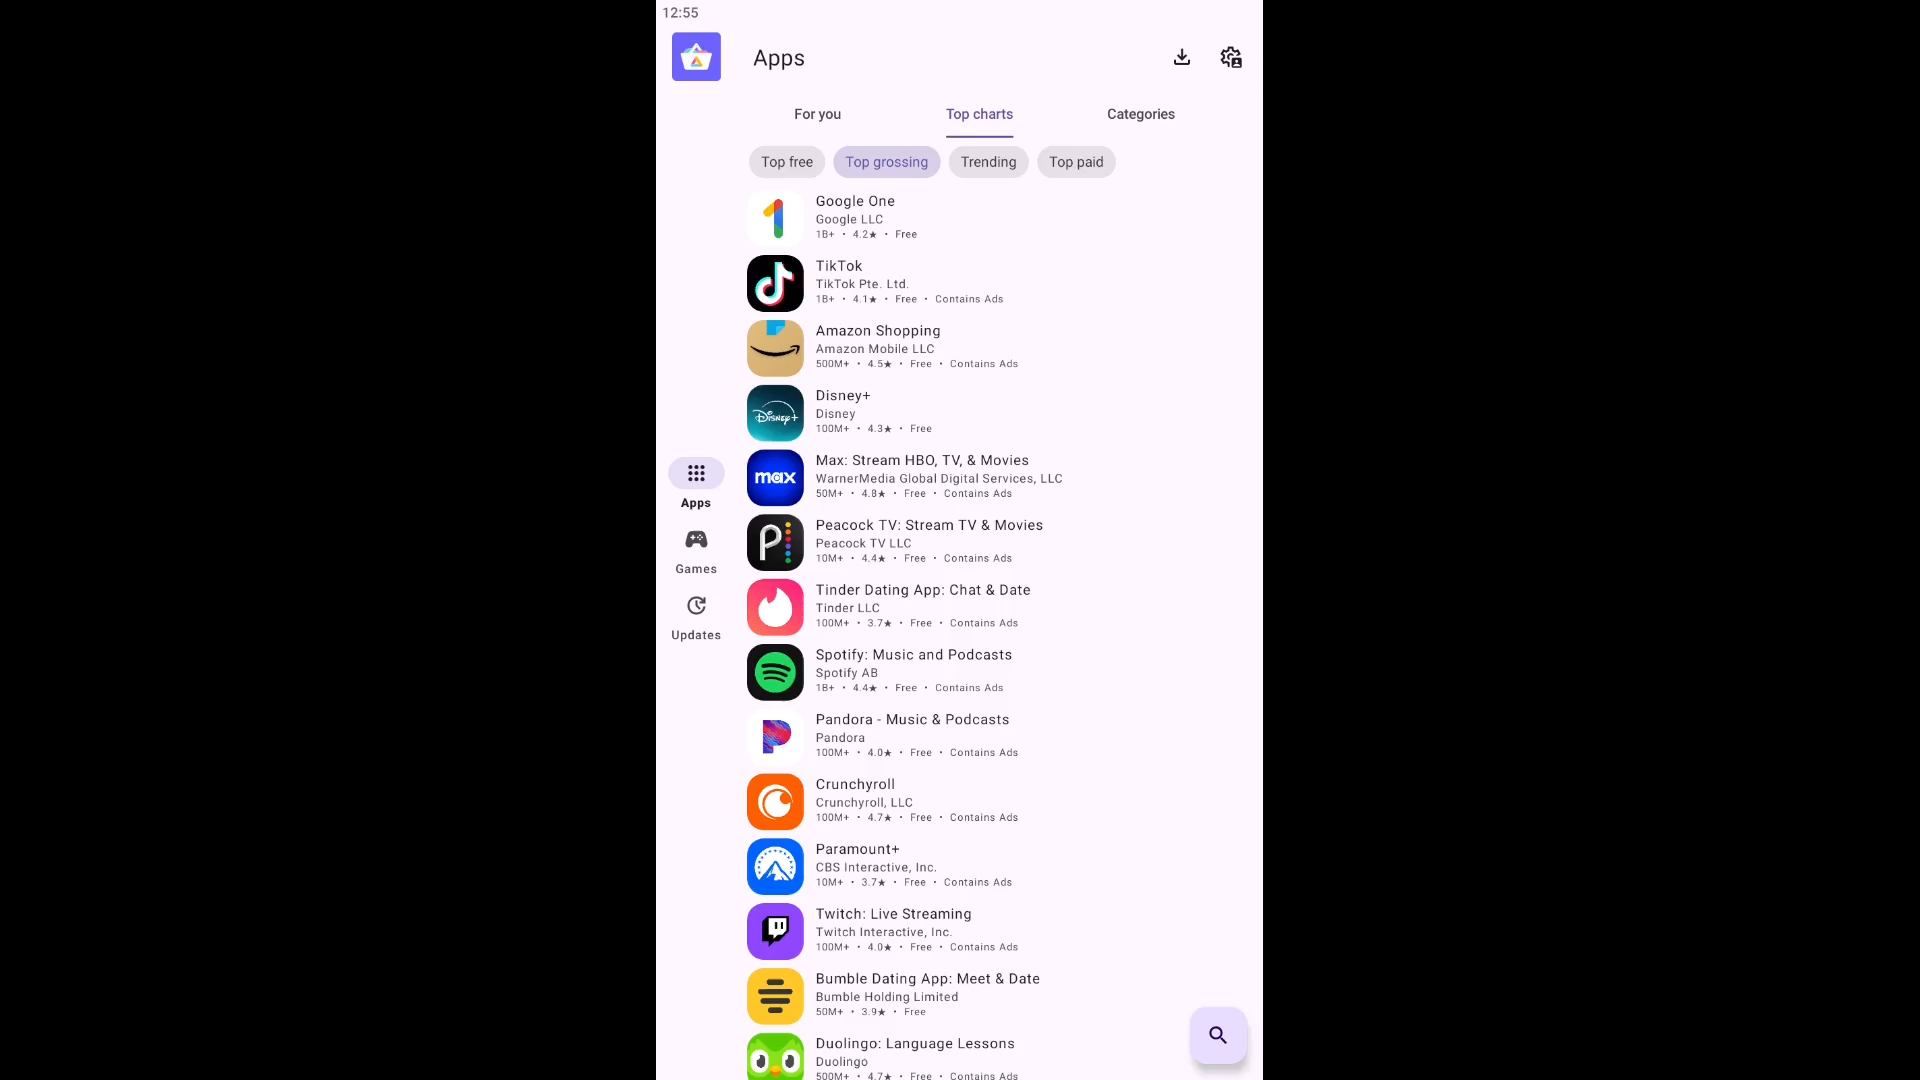 12:55
Apps
For you
Top charts
Categories
Top free
Top grossing
Trending
Top paid
Google One
Google LLC
1B+ • 4.2★ • Free
TikTok
TikTok Pte. Ltd.
1B+ • 4.1★ • Free • Contains Ads
Amazon Shopping
Amazon Mobile LLC
500M+ • 4.5★ • Free • Contains Ads
Disney+
Disney+
Disney
100M+ • 4.3★ • Free
max
Max: Stream HBO, TV, & Movies
WarnerMedia Global Digital Services, LLC
50M+ • 4.8★ • Free • Contains Ads
Apps
Peacock TV: Stream TV & Movies
Peacock TV LLC
10M+ • 4.4★ • Free • Contains Ads
Games
Tinder Dating App: Chat & Date
Tinder LLC
100M+ • 3.7★ • Free • Contains Ads
Updates
Spotify: Music and Podcasts
Spotify AB
1B+ • 4.4★ • Free • Contains Ads
Pandora - Music & Podcasts
Pandora
100M+ • 4.0★ • Free • Contains Ads
Crunchyroll
Crunchyroll, LLC
100M+ • 4.7★ • Free • Contains Ads
Paramount+
CBS Interactive, Inc.
10M+ • 3.7★ • Free • Contains Ads
Twitch: Live Streaming
Twitch Interactive, Inc.
100M+ • 4.0★ • Free • Contains Ads
Bumble Dating App: Meet & Date
Bumble Holding Limited
50M+ • 3.9★ • Free
Duolingo: Language Lessons
Duolingo
500M+ • 4.7★ • Free • Contains Ads